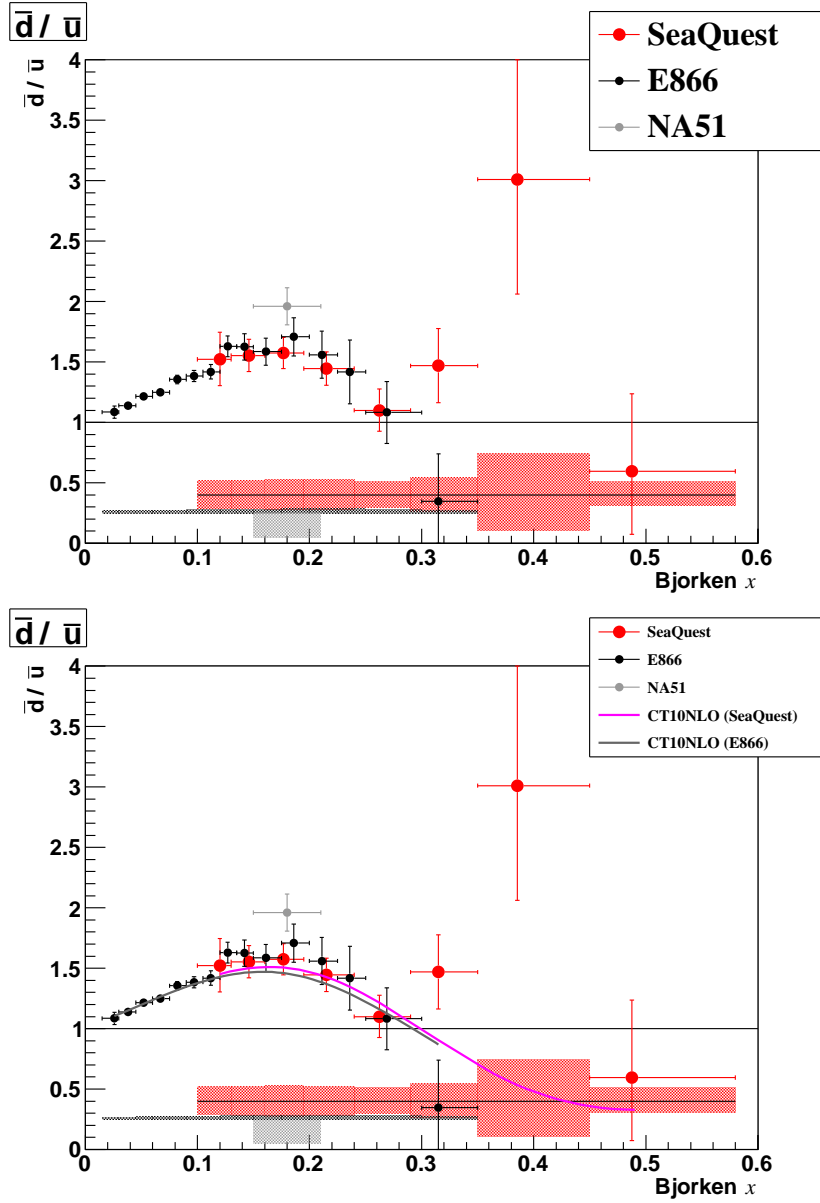 d̅ / u̅
SeaQuest
E866
NA51
d̅ / u̅
4
3.5
3
2.5
2
1.5
1
0.5
0
0 0.1 0.2 0.3 0.4 0.5 0.6
Bjorken x
d̅ / u̅
SeaQuest
E866
NA51
CT10NLO (SeaQuest)
CT10NLO (E866)
d̅ / u̅
4
3.5
3
2.5
2
1.5
1
0.5
0
0 0.1 0.2 0.3 0.4 0.5 0.6
Bjorken x